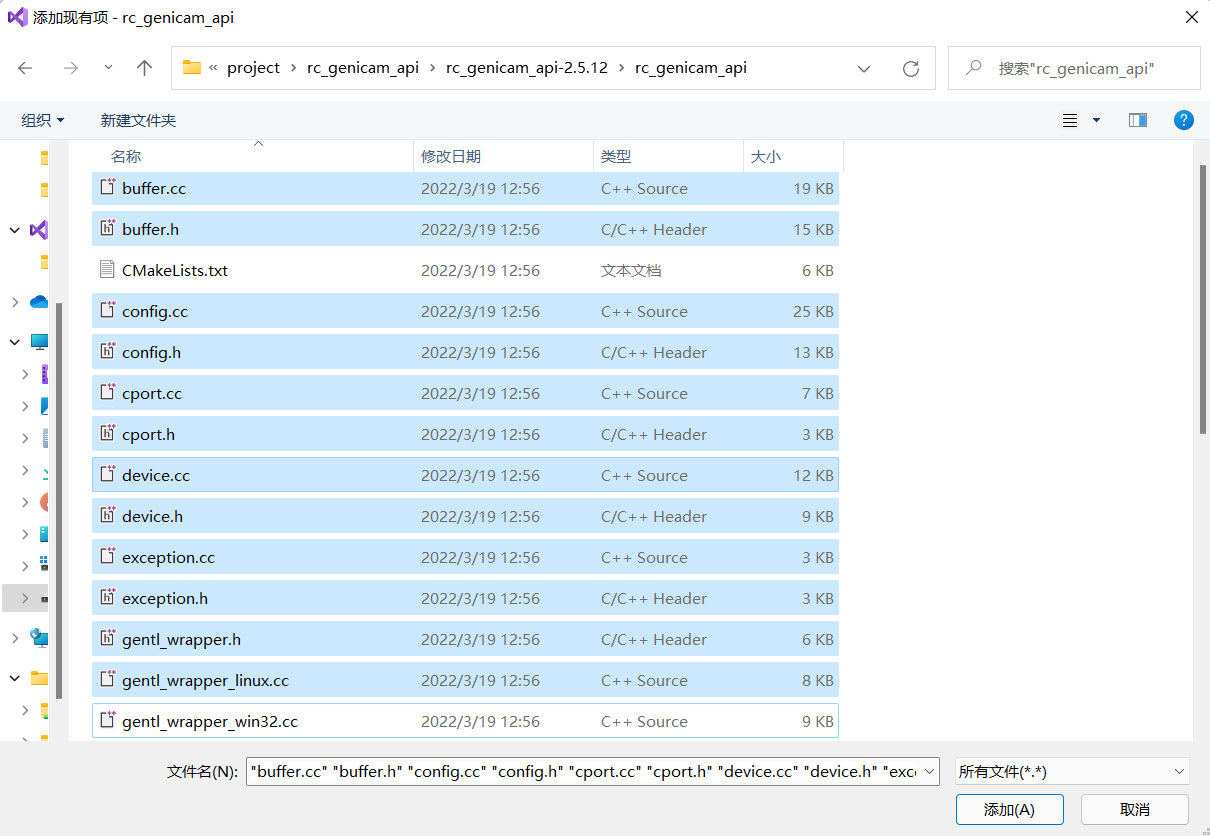 添加现有项 - rc_genicam_api
« project › rc_genicam_api › rc_genicam_api-2.5.12 › rc_genicam_api
搜索"rc_genicam_api"
组织 新建文件夹
名称 修改日期 类型 大小
buffer.cc 2022/3/19 12:56 C++ Source 19 KB
buffer.h 2022/3/19 12:56 C/C++ Header 15 KB
CMakeLists.txt 2022/3/19 12:56 文本文档 6 KB
config.cc 2022/3/19 12:56 C++ Source 25 KB
config.h 2022/3/19 12:56 C/C++ Header 13 KB
cport.cc 2022/3/19 12:56 C++ Source 7 KB
cport.h 2022/3/19 12:56 C/C++ Header 3 KB
device.cc 2022/3/19 12:56 C++ Source 12 KB
device.h 2022/3/19 12:56 C/C++ Header 9 KB
exception.cc 2022/3/19 12:56 C++ Source 3 KB
exception.h 2022/3/19 12:56 C/C++ Header 3 KB
gentl_wrapper.h 2022/3/19 12:56 C/C++ Header 6 KB
gentl_wrapper_linux.cc 2022/3/19 12:56 C++ Source 8 KB
gentl_wrapper_win32.cc 2022/3/19 12:56 C++ Source 9 KB
文件名(N): "buffer.cc" "buffer.h" "config.cc" "config.h" "cport.cc" "cport.h" "device.cc" "device.h" "exce 所有文件(*.*)
添加(A) 取消